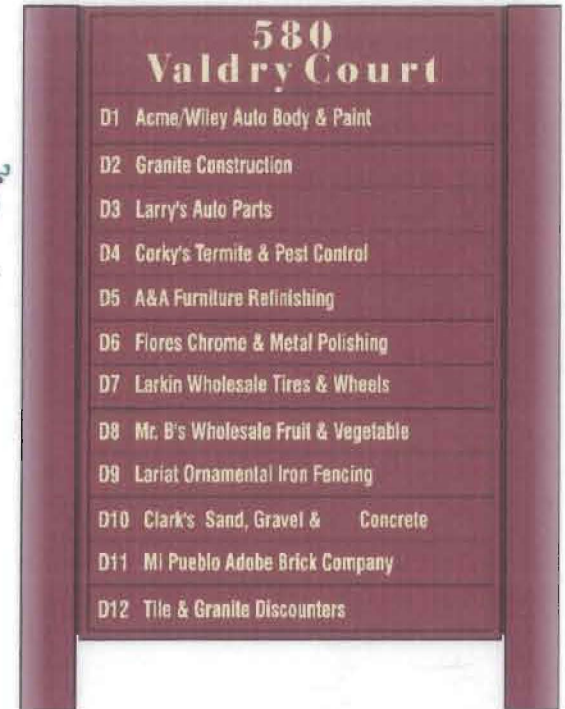 580
Valdry Court
D1 Acme/Wiley Auto Body & Paint
D2 Granite Construction
D3 Larry's Auto Parts
D4 Corky's Termite & Pest Control
D5 A&A Furniture Refinishing
D6 Flores Chrome & Metal Polishing
D7 Larkin Wholesale Tires & Wheels
D8 Mr. B's Wholesale Fruit & Vegetable
D9 Lariat Ornamental Iron Fencing
D10 Clark's Sand, Gravel & Concrete
D11 Mi Pueblo Adobe Brick Company
D12 Tile & Granite Discounters